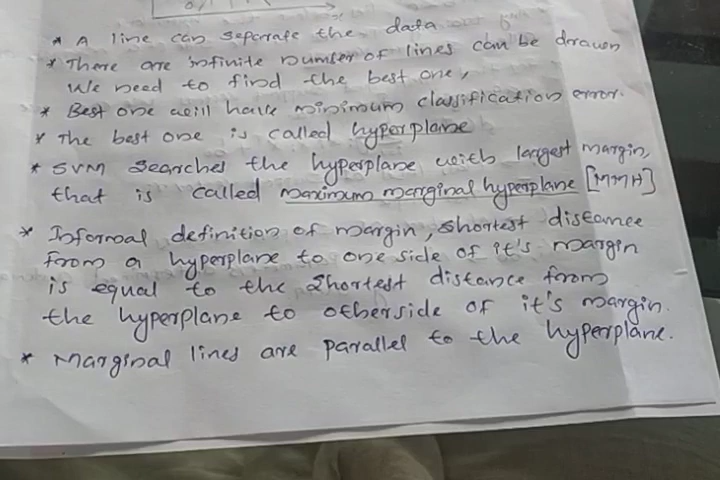 * A line can seperate the data
* There are infinite number of lines can be drawn
We need to find the best one,
* Best one will have minimum classification error.
* The best one is called hyperplane
* SVM searches the hyperplane with largest margin,
that is called maximum marginal hyperplane [MMH]
* Informal definition of margin, shortest distance
from a hyperplane to one side of it's margin
is equal to the shortest distance from
the hyperplane to otherside of it's margin.
* Marginal lines are parallel to the hyperplane.